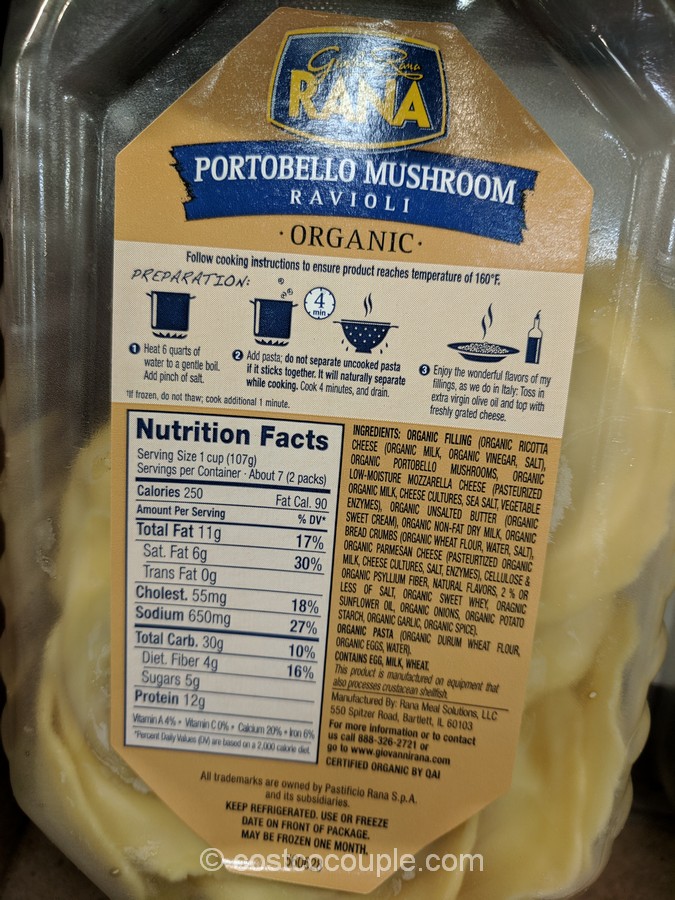 Giovanni Rana
RANA
PORTOBELLO MUSHROOM
RAVIOLI
·ORGANIC·
Follow cooking instructions to ensure product reaches temperature of 160°F.
PREPARATION:
4
min
1 Heat 6 quarts of
water to a gentle boil.
Add pinch of salt.
2 Add pasta; do not separate uncooked pasta
if it sticks together. It will naturally separate
while cooking. Cook 4 minutes, and drain.
3 Enjoy the wonderful flavors of my
fillings, as we do in Italy: Toss in
extra virgin olive oil and top with
freshly grated cheese.
*If frozen, do not thaw; cook additional 1 minute.
Nutrition Facts
Serving Size 1 cup (107g)
Servings per Container · About 7 (2 packs)
Calories 250 Fat Cal. 90
Amount Per Serving % DV*
Total Fat 11g 17%
Sat. Fat 6g 30%
Trans Fat 0g
Cholest. 55mg 18%
Sodium 650mg 27%
Total Carb. 30g 10%
Diet. Fiber 4g 16%
Sugars 5g
Protein 12g
Vitamin A 4% • Vitamin C 0% • Calcium 20% • Iron 6%
*Percent Daily Values (DV) are based on a 2,000 calorie diet.
INGREDIENTS: ORGANIC FILLING (ORGANIC RICOTTA
CHEESE (ORGANIC MILK, ORGANIC VINEGAR, SALT),
ORGANIC PORTOBELLO MUSHROOMS, ORGANIC
LOW-MOISTURE MOZZARELLA CHEESE (PASTEURIZED
ORGANIC MILK, CHEESE CULTURES, SEA SALT, VEGETABLE
ENZYMES), ORGANIC UNSALTED BUTTER (ORGANIC
SWEET CREAM), ORGANIC NON-FAT DRY MILK, ORGANIC
BREAD CRUMBS (ORGANIC WHEAT FLOUR, WATER, SALT),
ORGANIC PARMESAN CHEESE (PASTEURTIZED ORGANIC
MILK, CHEESE CULTURES, SALT, ENZYMES), CELLULOSE &
ORGANIC PSYLLIUM FIBER, NATURAL FLAVORS, 2 % OR
LESS OF SALT, ORGANIC SWEET WHEY, ORAGNIC
SUNFLOWER OIL, ORGANIC ONIONS, ORGANIC POTATO
STARCH, ORGANIC GARLIC, ORGANIC SPICE).
ORGANIC PASTA (ORGANIC DURUM WHEAT FLOUR,
ORGANIC EGGS, WATER).
CONTAINS EGG, MILK, WHEAT.
This product is manufactured on equipment that
also processes crustacean shellfish.
Manufactured By: Rana Meal Solutions, LLC
550 Spitzer Road, Bartlett, IL 60103
For more information or to contact
us call 888-326-2721 or
go to www.giovannirana.com
CERTIFIED ORGANIC BY QAI
All trademarks are owned by Pastificio Rana S.p.A.
and its subsidiaries.
KEEP REFRIGERATED. USE OR FREEZE
DATE ON FRONT OF PACKAGE.
MAY BE FROZEN ONE MONTH.
© costcocouple.com